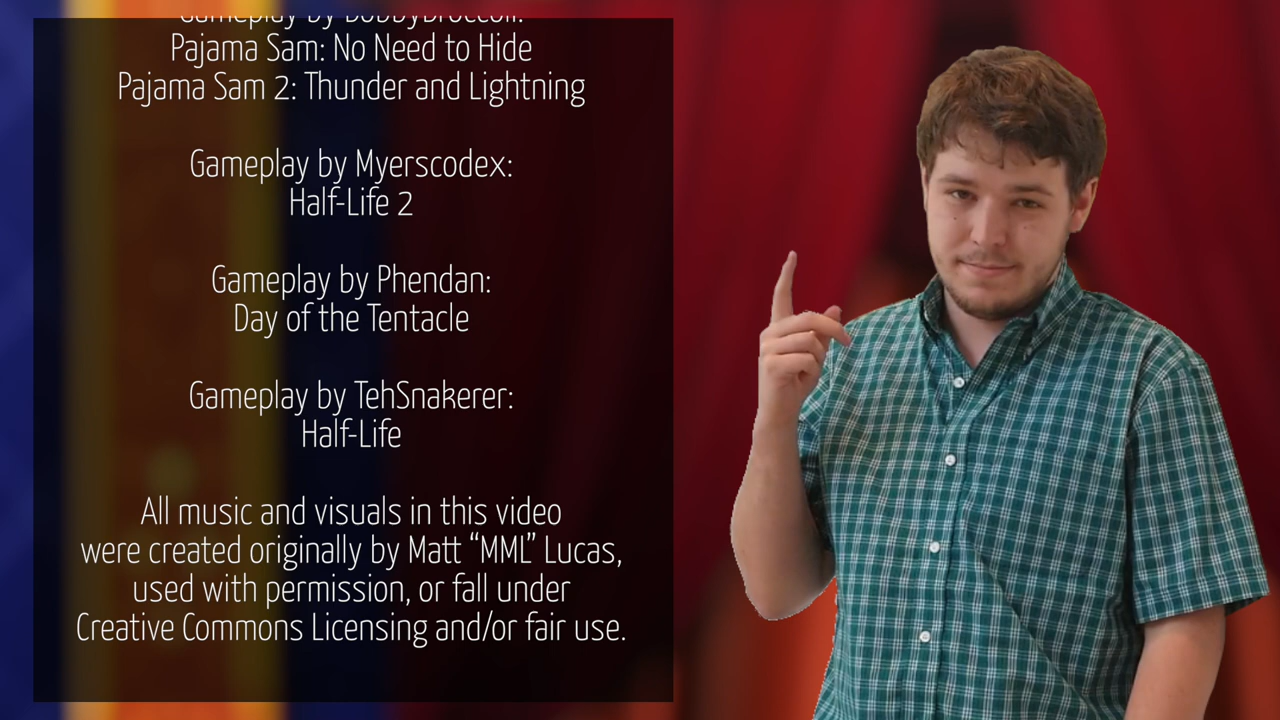 Gameplay by BobbyBroccoli:
Pajama Sam: No Need to Hide
Pajama Sam 2: Thunder and Lightning
Gameplay by Myerscodex:
Half-Life 2
Gameplay by Phendan:
Day of the Tentacle
Gameplay by TehSnakerer:
Half-Life
All music and visuals in this video
were created originally by Matt “MML” Lucas,
used with permission, or fall under
Creative Commons Licensing and/or fair use.